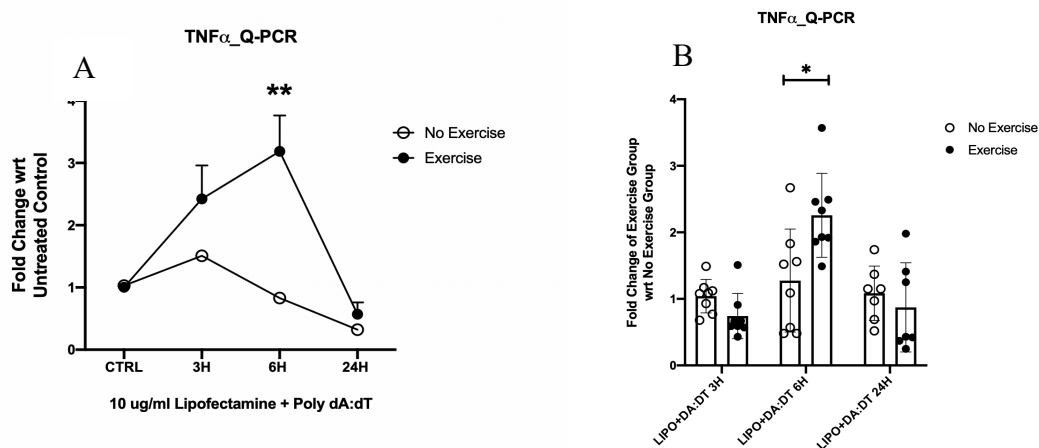 TNFα_Q-PCR
A
**
4
3
2
1
0
Fold Change wrt
Untreated Control
CTRL
3H
6H
24H
10 ug/ml Lipofectamine + Poly dA:dT
No Exercise
Exercise
TNFα_Q-PCR
B
*
4
3
2
1
0
Fold Change of Exercise Group
wrt No Exercise Group
LIPO+DA:DT 3H
LIPO+DA:DT 6H
LIPO+DA:DT 24H
No Exercise
Exercise